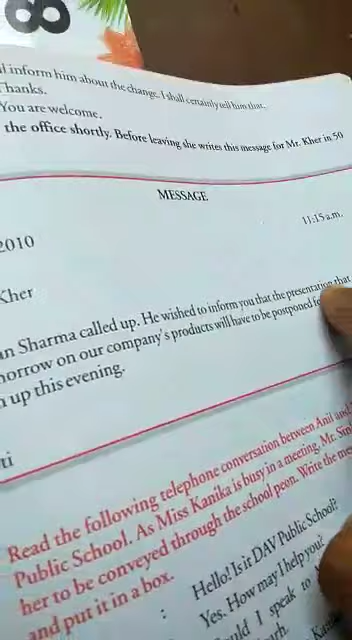 8
l inform him about the change. I shall certainly tell him that.
Thanks.
You are welcome.
the office shortly. Before leaving she writes this message for Mr. Kher in 50
MESSAGE
11:15 a.m.
2010
Kher
an Sharma called up. He wished to inform you that the presentation that
morrow on our company's products will have to be postponed
up this evening.
ti
Read the following telephone conversation between Anil and
Public School. As Miss Kanika is busy in a meeting, Mr.
her to be conveyed through the school peon. Write the
and put it in a box.
: Hello! Is it DAV Public School?
Yes. How may I help you?
I speak to